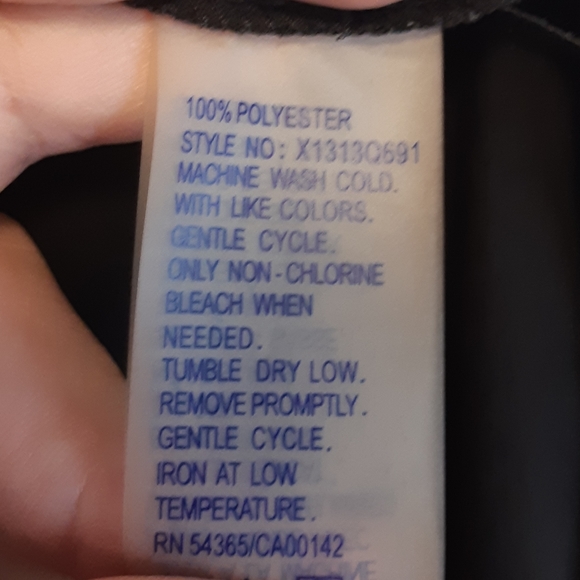 100% POLYESTER
STYLE NO: X1313Q691
MACHINE WASH COLD.
WITH LIKE COLORS.
GENTLE CYCLE.
ONLY NON-CHLORINE
BLEACH WHEN
NEEDED.
TUMBLE DRY LOW.
REMOVE PROMPTLY.
GENTLE CYCLE.
IRON AT LOW
TEMPERATURE.
RN 54365/CA00142